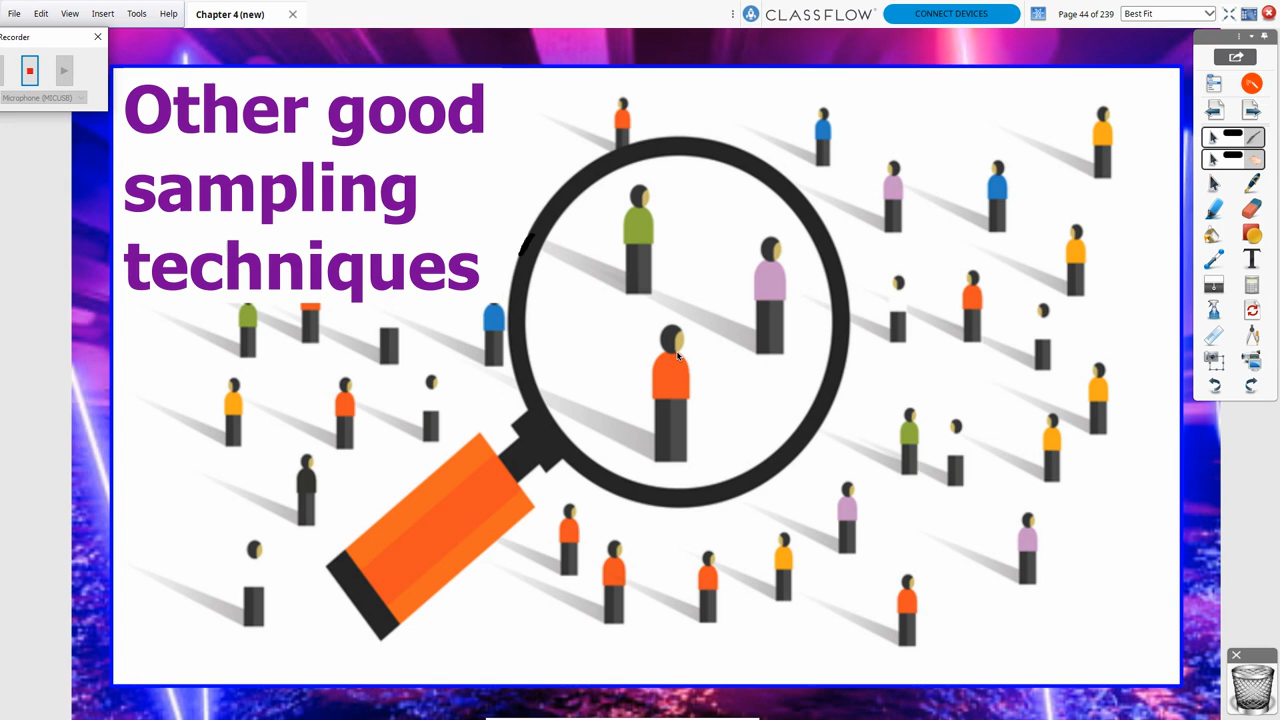 File Edit View Insert Tools Help Chapter 4 (new) CLASSFLOW CONNECT DEVICES Page 44 of 239 Best Fit
Recorder
Microphone (MICUSB)
Other good
sampling
techniques